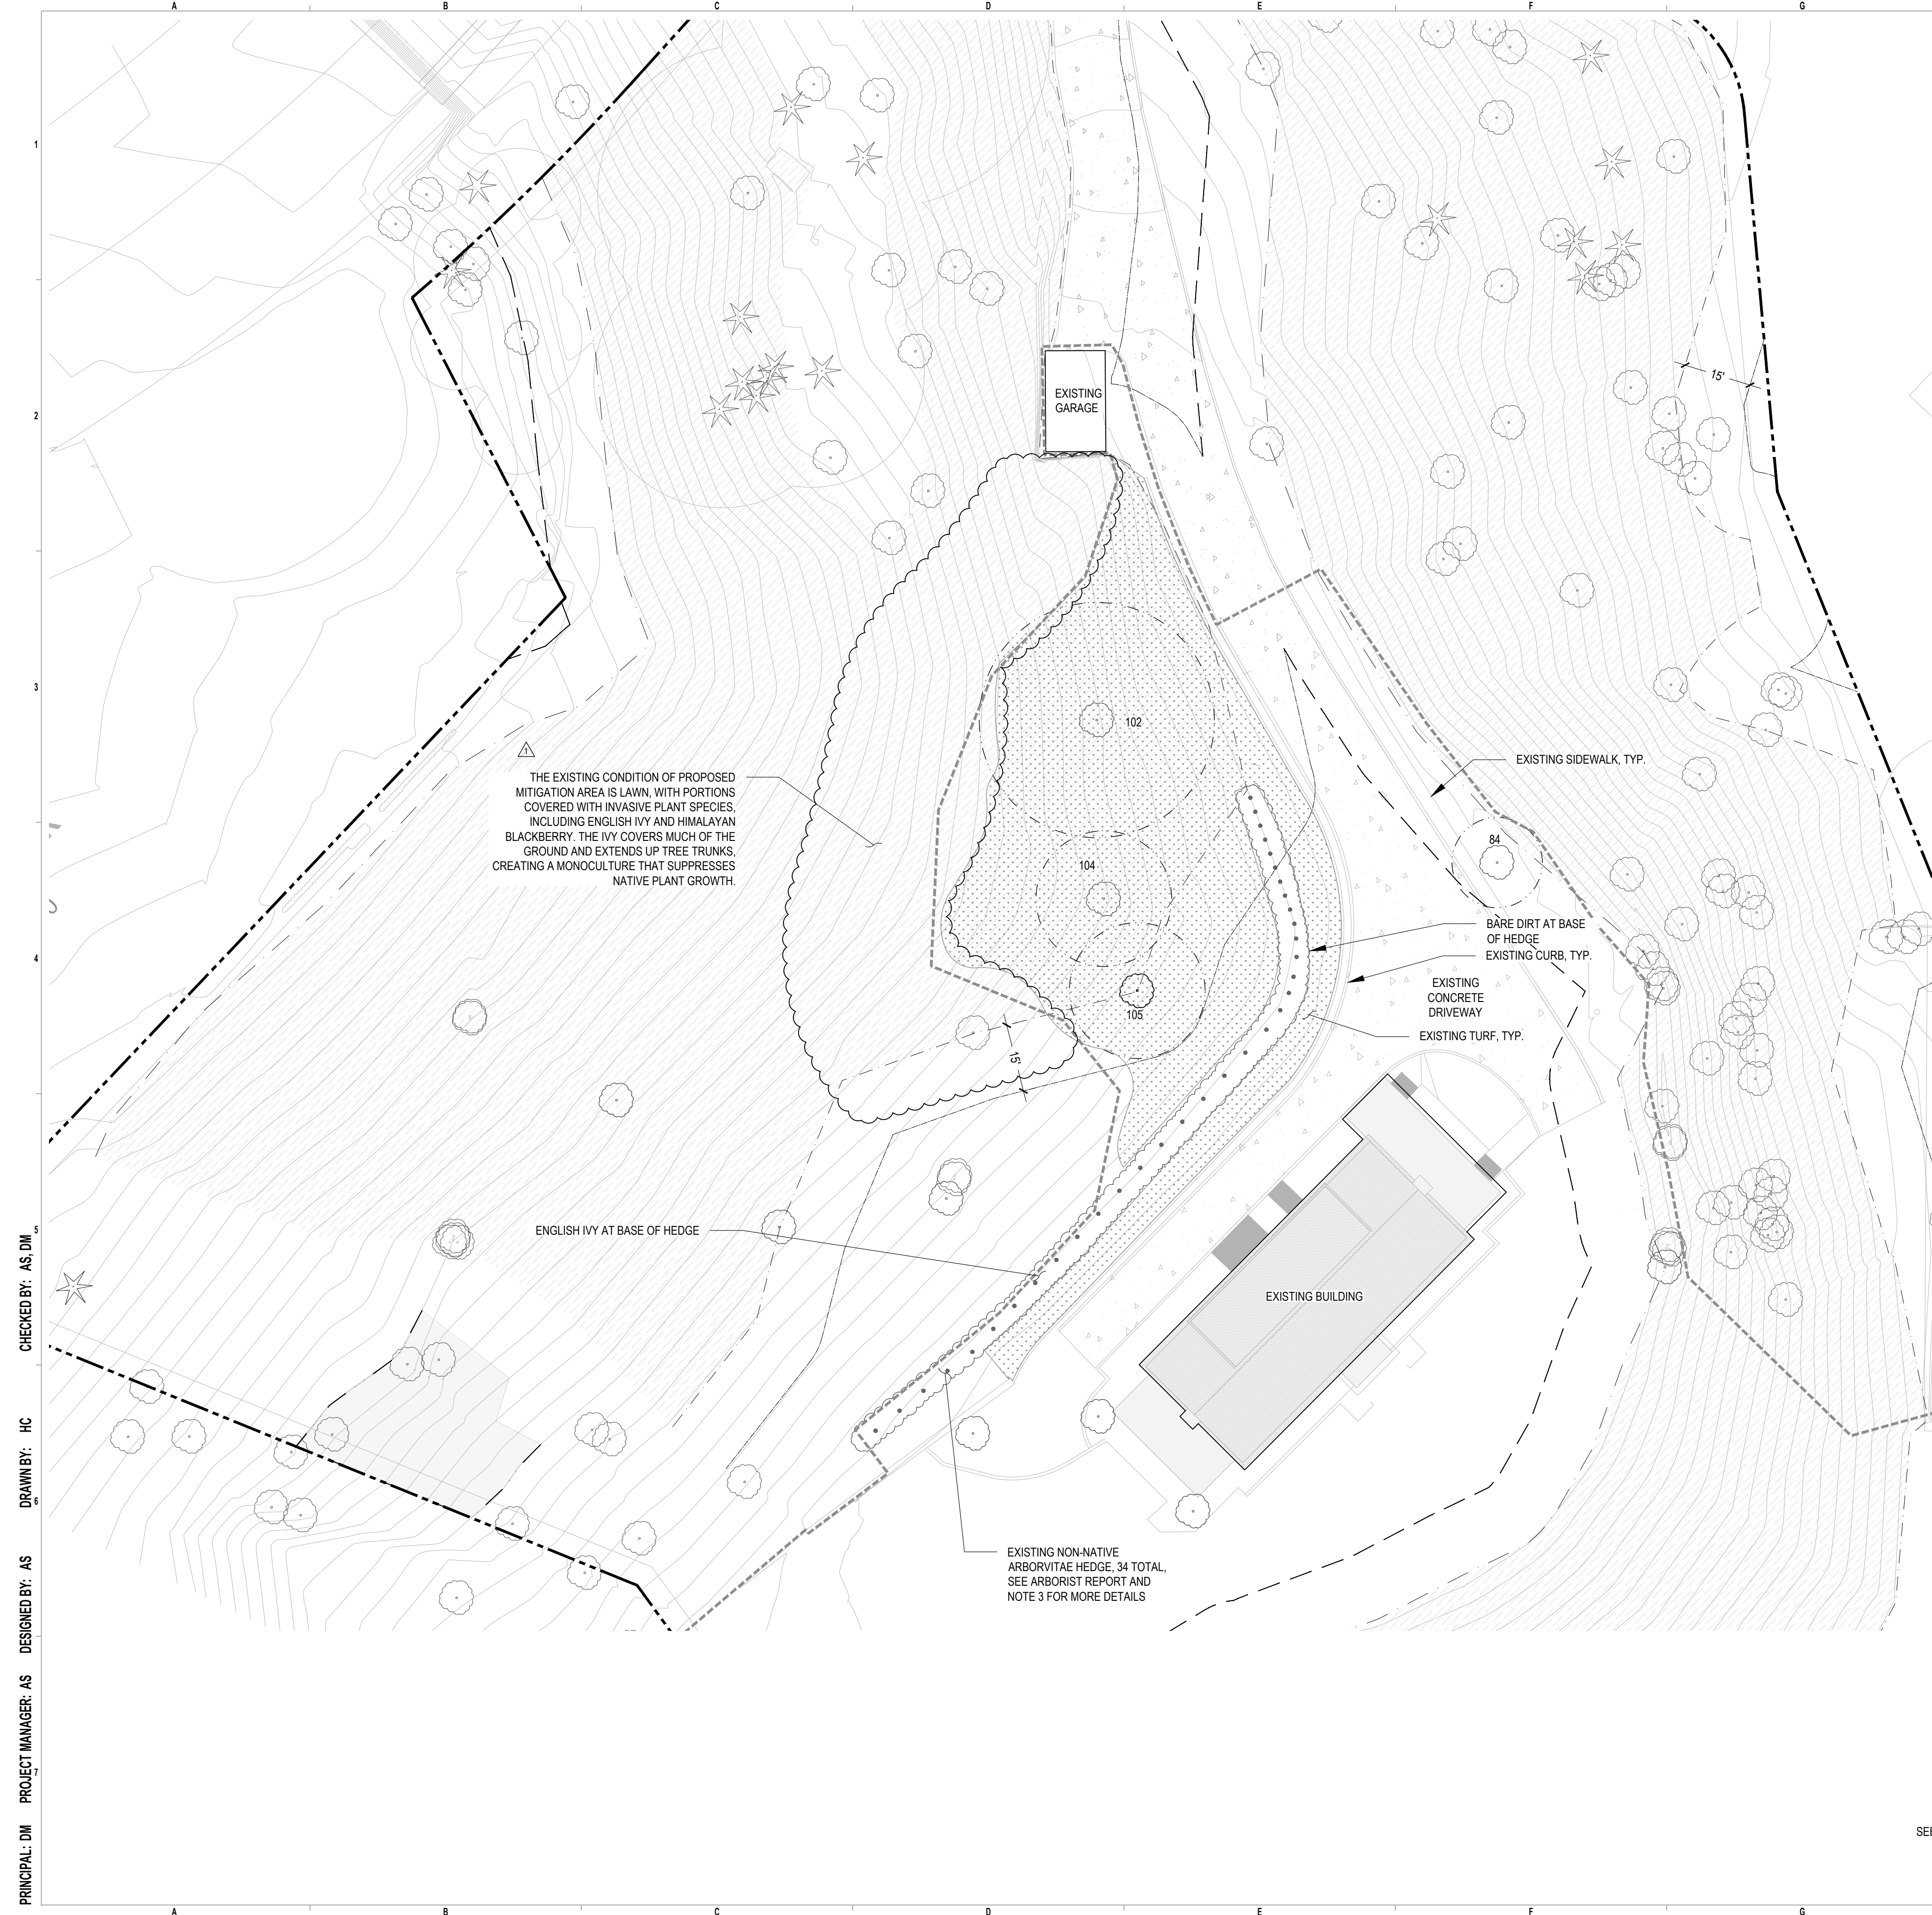 A B C D E F G
1
EXISTING
GARAGE
15'
2
3
102
1
THE EXISTING CONDITION OF PROPOSED
MITIGATION AREA IS LAWN, WITH PORTIONS
COVERED WITH INVASIVE PLANT SPECIES,
INCLUDING ENGLISH IVY AND HIMALAYAN
BLACKBERRY. THE IVY COVERS MUCH OF THE
GROUND AND EXTENDS UP TREE TRUNKS,
CREATING A MONOCULTURE THAT SUPPRESSES
NATIVE PLANT GROWTH.
EXISTING SIDEWALK, TYP.
84
104
BARE DIRT AT BASE
OF HEDGE
EXISTING CURB, TYP.
4
EXISTING
CONCRETE
DRIVEWAY
105
EXISTING TURF, TYP.
15'
5
ENGLISH IVY AT BASE OF HEDGE
EXISTING BUILDING
6
EXISTING NON-NATIVE
ARBORVITAE HEDGE, 34 TOTAL,
SEE ARBORIST REPORT AND
NOTE 3 FOR MORE DETAILS
7
PRINCIPAL: DM PROJECT MANAGER: AS DESIGNED BY: AS DRAWN BY: HC CHECKED BY: AS, DM
A B C D E F G